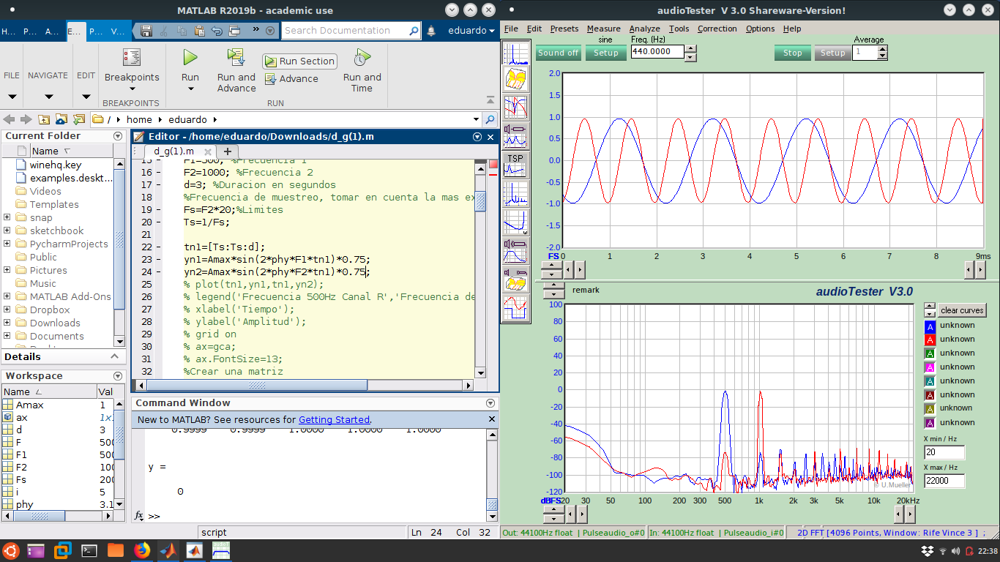 MATLAB R2019b - academic use
H... P... A... E... P... V...
Search Documentation
eduardo
FILE
NAVIGATE
EDIT
Breakpoints
BREAKPOINTS
Run
Run and Advance
Run Section
Advance
Run and Time
RUN
/ home eduardo
Current Folder
Name
winehq.key
examples.deskt...
Videos
Templates
snap
sketchbook
PycharmProjects
Public
Pictures
Music
MATLAB Add-Ons
Dropbox
Downloads
Documents
Details
Workspace
Name Val
Amax 1
ax 1x
d 3
F 500
F1 500
F2 100
Fs 200
i 5
phy 3.1
Editor - /home/eduardo/Downloads/d_g(1).m
d_g(1).m
15 - F1=500; %Frecuencia 1
16 - F2=1000; %Frecuencia 2
17 - d=3; %Duracion en segundos
18 %Frecuencia de muestreo, tomar en cuenta la mas ex
19 - Fs=F2*20;%Limites
20 - Ts=1/Fs;
21
22 - tn1=[Ts:Ts:d];
23 - yn1=Amax*sin(2*phy*F1*tn1)*0.75;
24 - yn2=Amax*sin(2*phy*F2*tn1)*0.75;
25 % plot(tn1,yn1,tn1,yn2);
26 % legend('Frecuencia 500Hz Canal R','Frecuencia de
27 % xlabel('Tiempo');
28 % ylabel('Amplitud');
29 % grid on
30 % ax=gca;
31 % ax.FontSize=13;
32 %Crear una matriz
Command Window
New to MATLAB? See resources for Getting Started.
0.9999 0.9999 1.0000 1.0000 1.0000
y =
0
fx >>
script
Ln 24 Col 32
audioTester V 3.0 Shareware-Version!
File Edit Presets Measure Analyze Tools Correction Options Help
Sound off
sine
Setup
Freq. (Hz)
440.0000
Stop
Setup
Average
1
TSP
2.0
1.5
1.0
0.5
0.0
-0.5
-1.0
-1.5
-2.0
FS 0 1 2 3 4 5 6 7 8 9ms
remark
audioTester V3.0
100
80
60
40
20
0
-20
-40
-60
-80
-100
-120
dBFS 20 30 50 100 200 300 500 1k 2k 3k 5k 10k 20kHz
© U.Mueller
clear curves
A unknown
A unknown
A unknown
A unknown
A unknown
A unknown
A unknown
A unknown
X min / Hz
20
X max / Hz
22000
Out: 44100Hz float | Pulseaudio_o#0
In: 44100Hz float | Pulseaudio_i#0
2D FFT [4096 Points, Window: Rife Vince 3 ] ;
22:38